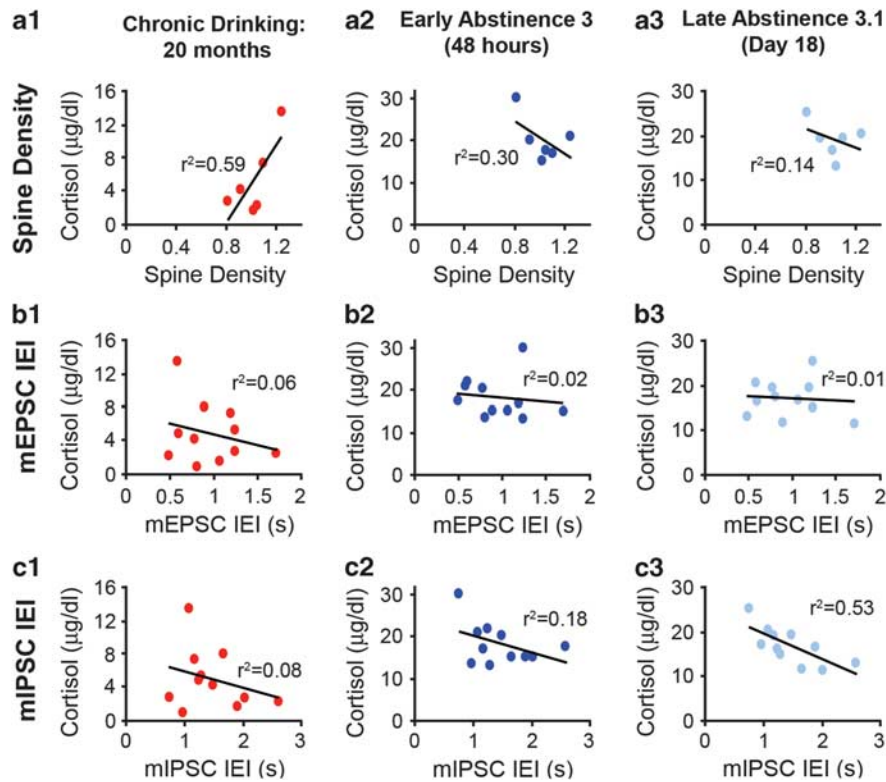 a1
Chronic Drinking:
20 months
a2
Early Abstinence 3
(48 hours)
a3
Late Abstinence 3.1
(Day 18)
Spine Density
Cortisol (µg/dl)
16
12
8
4
0
r²=0.59
0 0.4 0.8 1.2
Spine Density
Cortisol (µg/dl)
30
20
10
0
r²=0.30
0 0.4 0.8 1.2
Spine Density
Cortisol (µg/dl)
30
20
10
0
r²=0.14
0 0.4 0.8 1.2
Spine Density
b1
b2
b3
mEPSC IEI
Cortisol (µg/dl)
16
12
8
4
0
r²=0.06
0 0.5 1 1.5 2
mEPSC IEI (s)
Cortisol (µg/dl)
30
20
10
0
r²=0.02
0 0.5 1 1.5 2
mEPSC IEI (s)
Cortisol (µg/dl)
30
20
10
0
r²=0.01
0 0.5 1 1.5 2
mEPSC IEI (s)
c1
c2
c3
mIPSC IEI
Cortisol (µg/dl)
16
12
8
4
0
r²=0.08
0 1 2 3
mIPSC IEI (s)
Cortisol (µg/dl)
30
20
10
0
r²=0.18
0 1 2 3
mIPSC IEI (s)
Cortisol (µg/dl)
30
20
10
0
r²=0.53
0 1 2 3
mIPSC IEI (s)